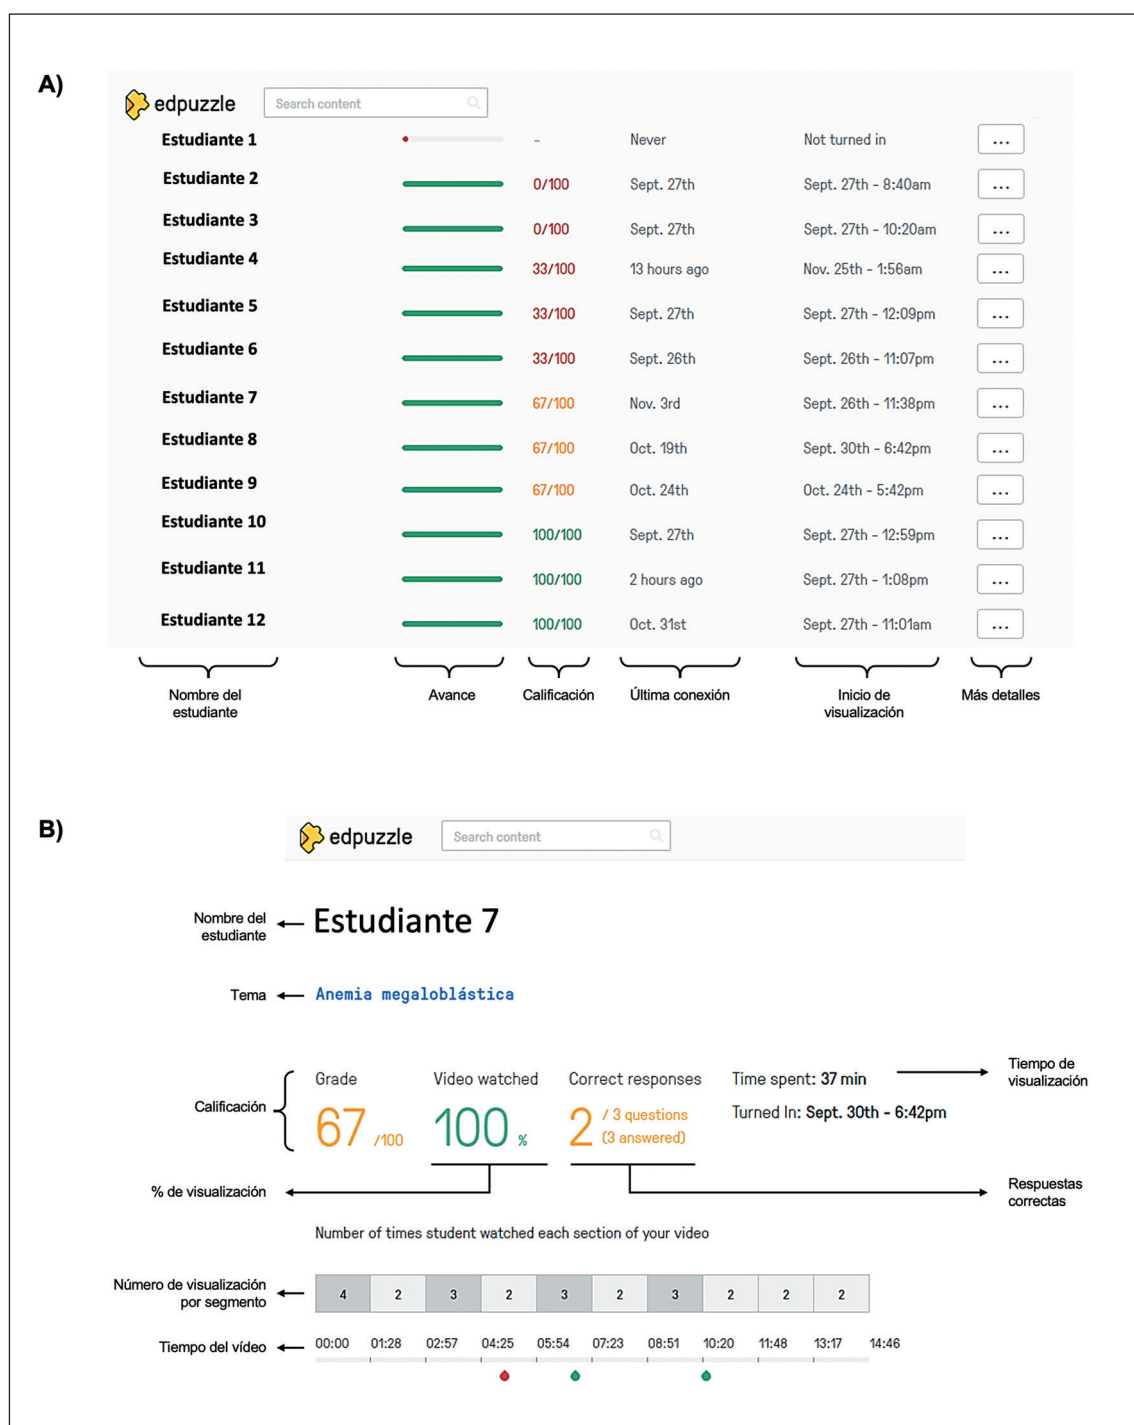 A)
edpuzzle Search content
Estudiante 1 - Never Not turned in ...
Estudiante 2 0/100 Sept. 27th Sept. 27th - 8:40am ...
Estudiante 3 0/100 Sept. 27th Sept. 27th - 10:20am ...
Estudiante 4 33/100 13 hours ago Nov. 25th - 1:56am ...
Estudiante 5 33/100 Sept. 27th Sept. 27th - 12:09pm ...
Estudiante 6 33/100 Sept. 26th Sept. 26th - 11:07pm ...
Estudiante 7 67/100 Nov. 3rd Sept. 26th - 11:38pm ...
Estudiante 8 67/100 Oct. 19th Sept. 30th - 6:42pm ...
Estudiante 9 67/100 Oct. 24th Oct. 24th - 5:42pm ...
Estudiante 10 100/100 Sept. 27th Sept. 27th - 12:59pm ...
Estudiante 11 100/100 2 hours ago Sept. 27th - 1:08pm ...
Estudiante 12 100/100 Oct. 31st Sept. 27th - 11:01am ...
Nombre del Avance Calificación Última conexión Inicio de Más detalles
estudiante visualización
B)
edpuzzle Search content
Nombre del
estudiante
Estudiante 7
Tema Anemia megaloblástica
Grade Video watched Correct responses Time spent: 37 min
Tiempo de
visualización
Calificación
67 /100 100 % 2 / 3 questions
(3 answered)
Turned In: Sept. 30th - 6:42pm
% de visualización
Respuestas
correctas
Number of times student watched each section of your video
Número de visualización
por segmento
4 2 3 2 3 2 3 2 2 2
Tiempo del vídeo 00:00 01:28 02:57 04:25 05:54 07:23 08:51 10:20 11:48 13:17 14:46